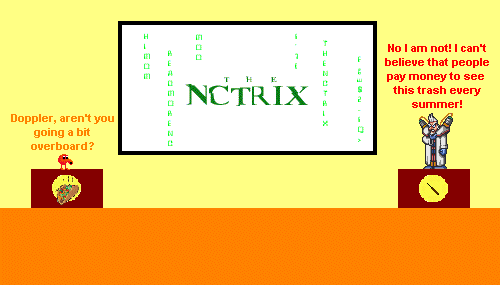 Doppler, aren't you
going a bit
overboard?
THE
NCTRIX
THENCTRIX
No I am not! I can't
believe that people
pay money to see
this trash every
summer!